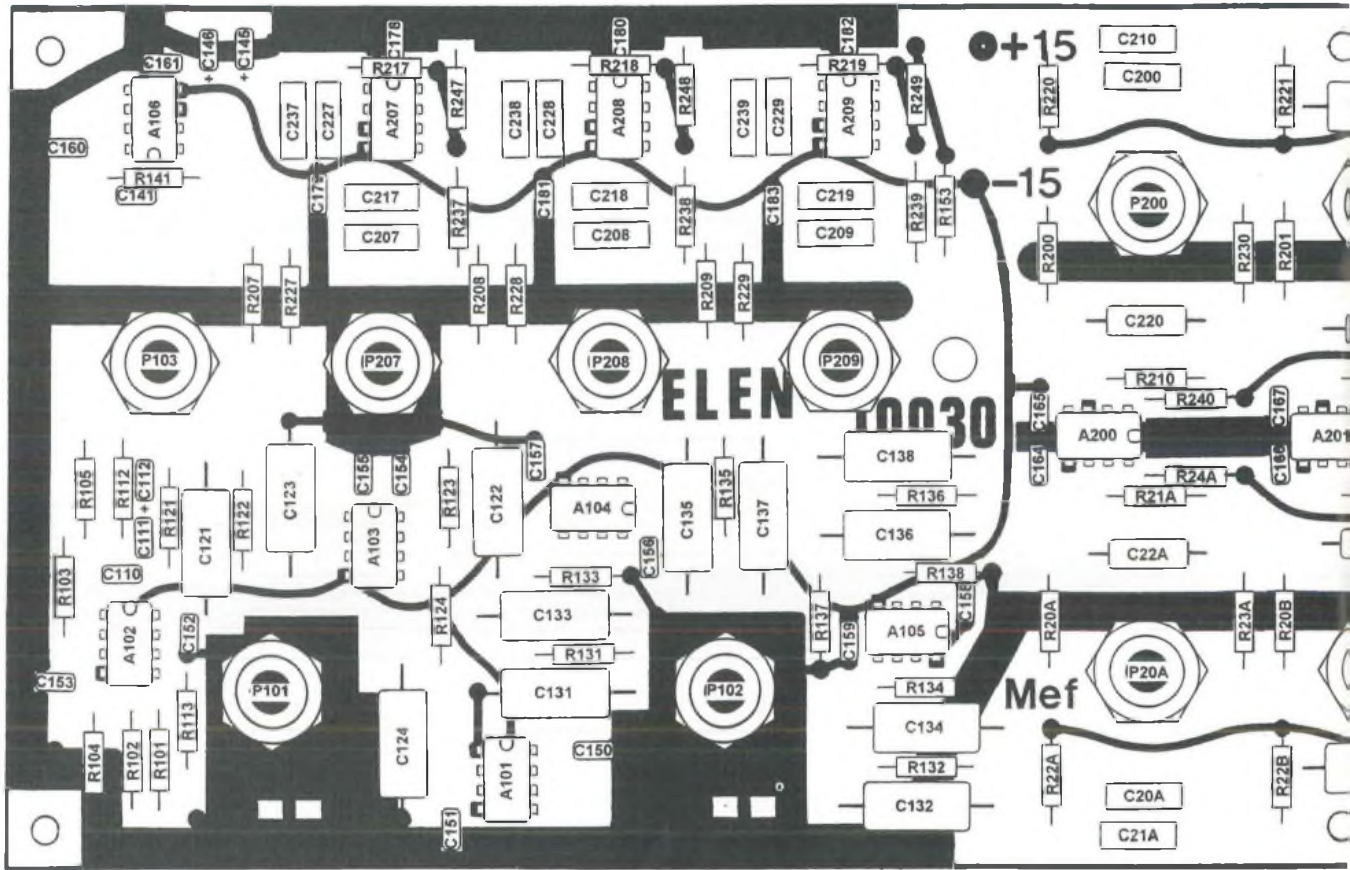 C146
C145
C178
C180
C182
+15
C210
C161
R217
R218
R219
C200
+
+
A106
C237
C227
A207
R247
C238
C228
A208
R248
C239
C229
A209
R249
R220
R221
C160
R141
C141
C179
C217
R237
C181
C218
R238
C183
C219
R239
R153
-15
P200
C207
C208
C209
R200
R230
R201
R207
R227
R208
R228
R209
R229
C220
P103
P207
P208
P209
R210
R240
ELEN
10030
C165
C167
A200
A201
C164
C166
R24A
R21A
R105
R112
C112
+
C111
R121
C121
R122
C123
C155
C154
A103
R123
C122
C157
A104
C135
R135
C137
C138
R136
C136
C22A
R103
C110
C156
R133
R138
A102
C152
R124
C133
R137
C159
A105
C158
R20A
R23A
R20B
C153
P101
R131
C131
P102
R134
Mef
P20A
R104
R102
R101
R113
C124
A101
C150
C134
R132
R22A
R22B
C132
C20A
C151
C21A